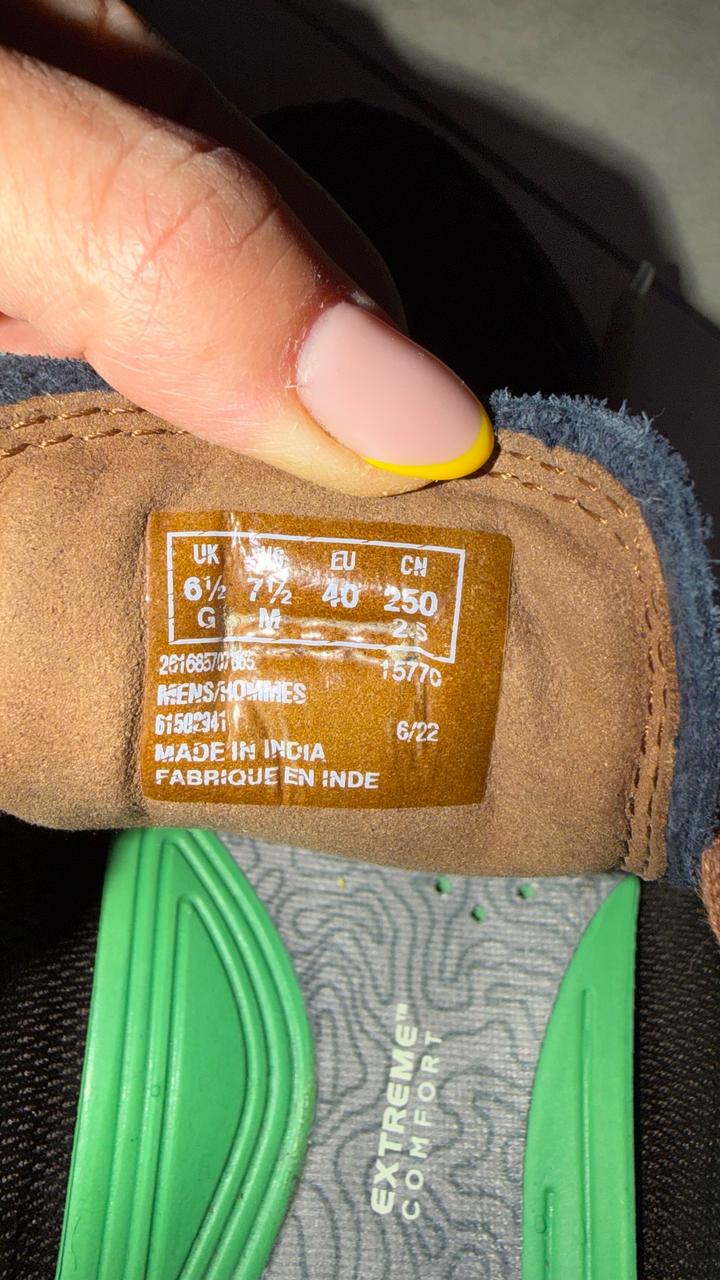 UK US EU CN
6½ 7½ 40 250
G M 2.5
15770
MENS/HOMMES
61502941 6/22
MADE IN INDIA
FABRIQUE EN INDE
EXTREME™
COMFORT